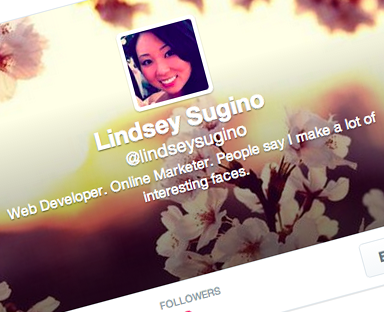 Lindsey Sugino
@lindseysugino
Web Developer. Online Marketer. People say I make a lot of
interesting faces.
FOLLOWERS